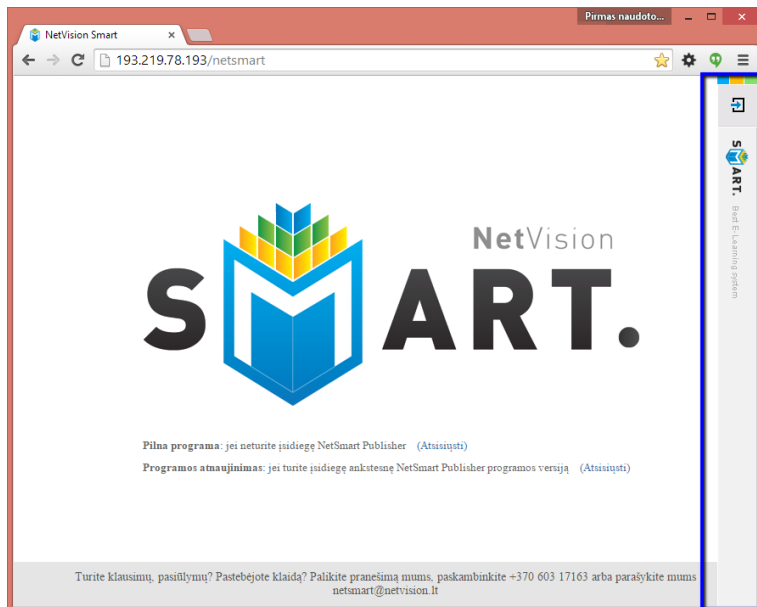 Pirmas naudoto...
NetVision Smart
193.219.78.193/netsmart
SMART. Best E-Learning system
NetVision
SMART.
Pilna programa: jei neturite įsidiegę NetSmart Publisher (Atsisiųsti)
Programos atnaujinimas: jei turite įsidiegę ankstesnę NetSmart Publisher programos versiją (Atsisiųsti)
Turite klausimų, pasiūlymų? Pastebėjote klaidą? Palikite pranešimą mums, paskambinkite +370 603 17163 arba parašykite mums
netsmart@netvision.lt